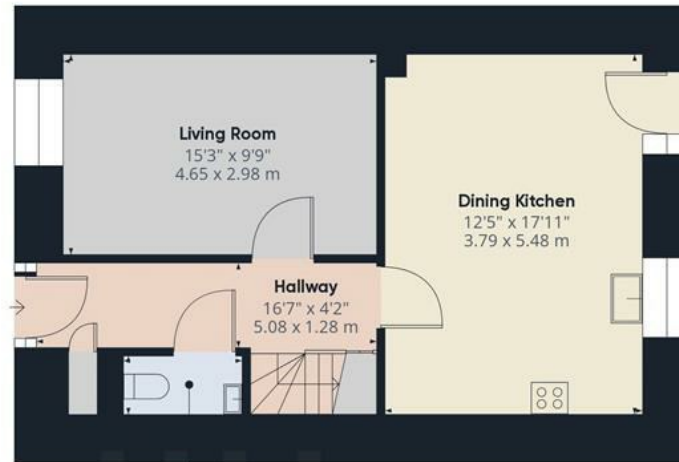 Living Room
15'3" x 9'9"
4.65 x 2.98 m
Dining Kitchen
12'5" x 17'11"
3.79 x 5.48 m
Hallway
16'7" x 4'2"
5.08 x 1.28 m